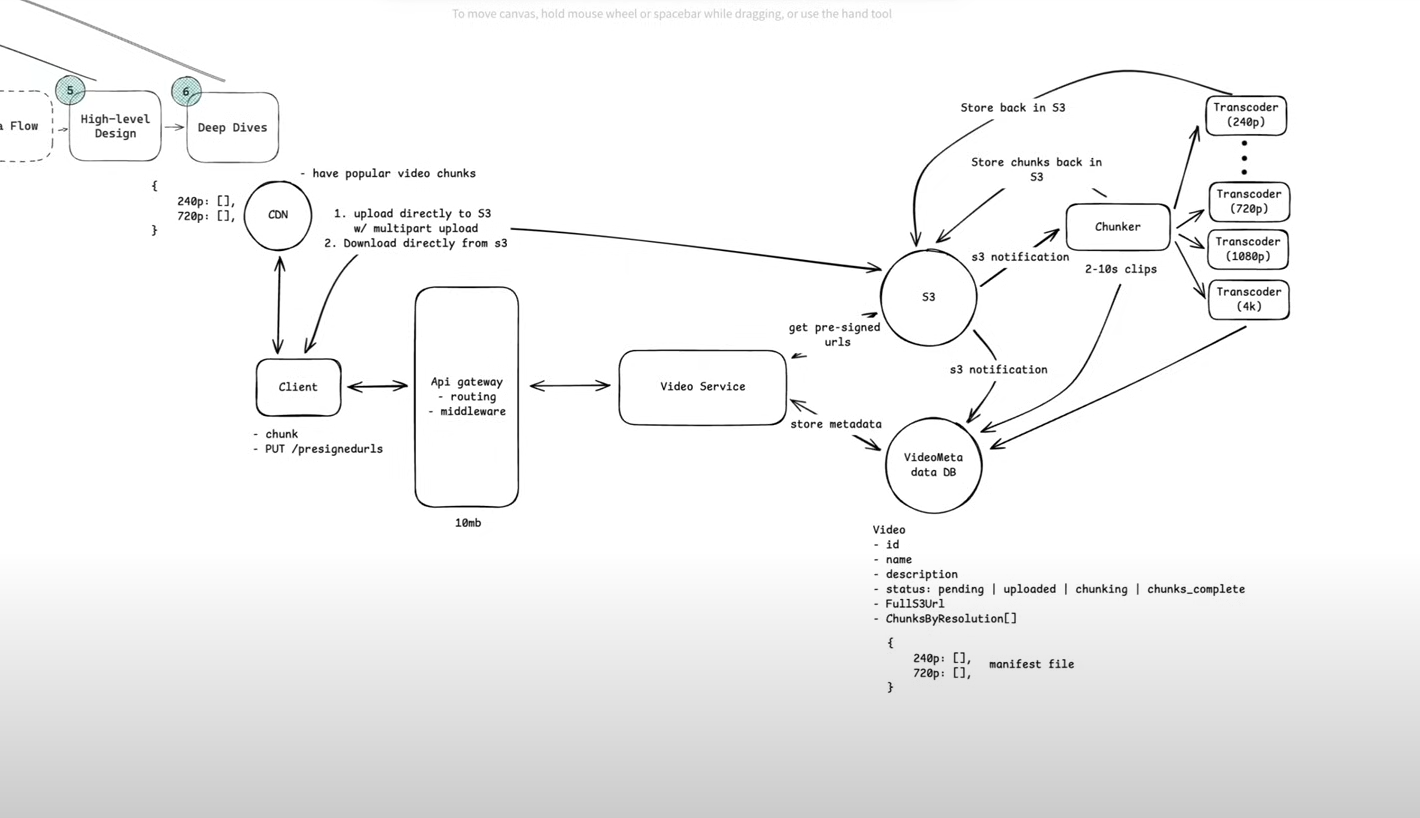 To move canvas, hold mouse wheel or spacebar while dragging, or use the hand tool
5
6
a Flow
High-level
Design
Deep Dives
{
240p: [],
720p: [],
}
CDN
- have popular video chunks
1. upload directly to S3
w/ multipart upload
2. Download directly from s3
Client
- chunk
- PUT /presignedurls
Api gateway
- routing
- middleware
10mb
Video Service
get pre-signed
urls
store metadata
S3
Store back in S3
Store chunks back in
S3
s3 notification
Chunker
2-10s clips
Transcoder
(240p)
Transcoder
(720p)
Transcoder
(1080p)
Transcoder
(4k)
s3 notification
VideoMeta
data DB
Video
- id
- name
- description
- status: pending | uploaded | chunking | chunks_complete
- FullS3Url
- ChunksByResolution[]
{
240p: [],
720p: [],
}
manifest file